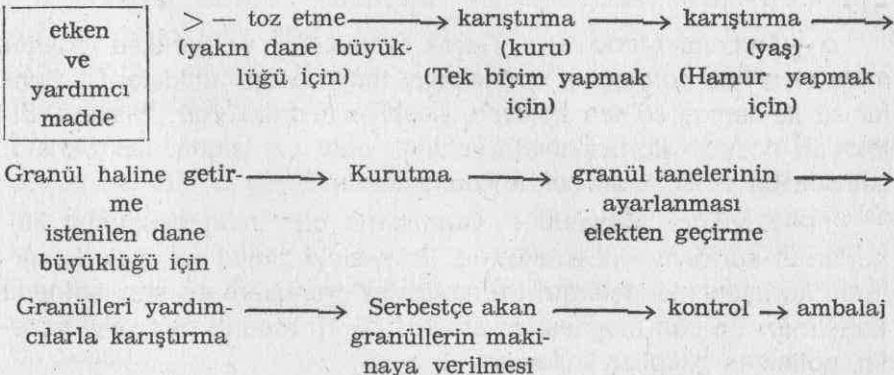 etken
ve
yardımcı
madde
> — toz etme → karıştırma → karıştırma →
(yakın dane büyük- (kuru) (yaş)
lüğü için) (Tek biçim yapmak (Hamur yapmak
için) için)
Granül haline getir- → Kurutma → granül tanelerinin →
me ayarlanması
istenilen dane elekten geçirme
büyüklüğü için
Granülleri yardım- → Serbestçe akan → kontrol → ambalaj
cılarla karıştırma granüllerin maki-
naya verilmesi